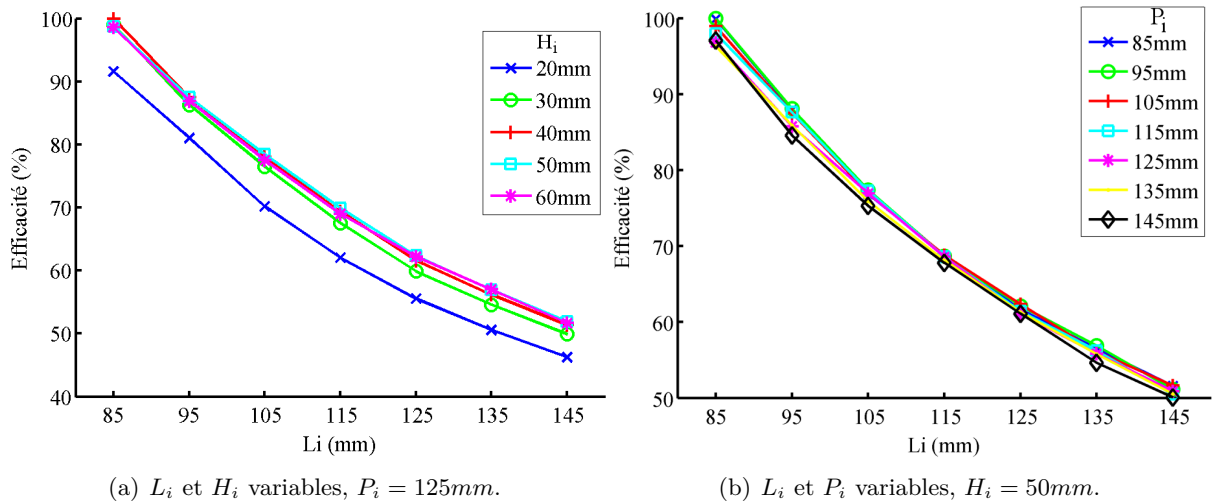 100
90
80
70
60
50
40
Efficacité (%)
85 95 105 115 125 135 145
Li (mm)
H_i
20mm
30mm
40mm
50mm
60mm
(a) L_i et H_i variables, P_i = 125mm.
100
90
80
70
60
50
Efficacité (%)
85 95 105 115 125 135 145
Li (mm)
P_i
85mm
95mm
105mm
115mm
125mm
135mm
145mm
(b) L_i et P_i variables, H_i = 50mm.